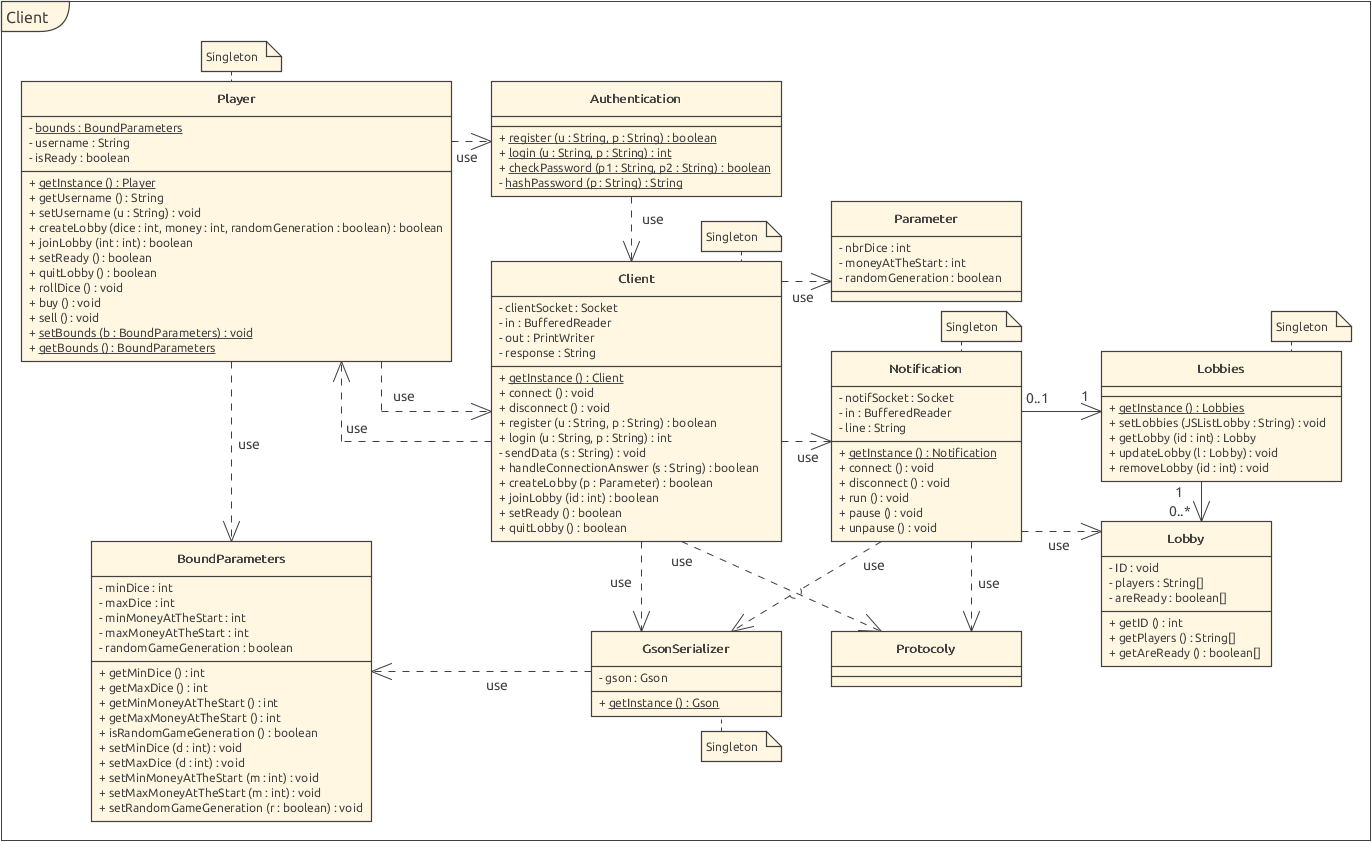 Client
Singleton
Player
- bounds : BoundParameters
- username : String
- isReady : boolean
+ getInstance () : Player
+ getUsername () : String
+ setUsername (u : String) : void
+ createLobby (dice : int, money : int, randomGeneration : boolean) : boolean
+ joinLobby (int : int) : boolean
+ setReady () : boolean
+ quitLobby () : boolean
+ rollDice () : void
+ buy () : void
+ sell () : void
+ setBounds (b : BoundParameters) : void
+ getBounds () : BoundParameters
use
Authentication
+ register (u : String, p : String) : boolean
+ login (u : String, p : String) : int
+ checkPassword (p1 : String, p2 : String) : boolean
- hashPassword (p : String) : String
use
Singleton
Client
- clientSocket : Socket
- in : BufferedReader
- out : PrintWriter
- response : String
+ getInstance () : Client
+ connect () : void
+ disconnect () : void
+ register (u : String, p : String) : boolean
+ login (u : String, p : String) : int
- sendData (s : String) : void
+ handleConnectionAnswer (s : String) : boolean
+ createLobby (p : Parameter) : boolean
+ joinLobby (id : int) : boolean
+ setReady () : boolean
+ quitLobby () : boolean
use
Parameter
- nbrDice : int
- moneyAtTheStart : int
- randomGeneration : boolean
Singleton
Notification
- notifSocket : Socket
- in : BufferedReader
- line : String
+ getInstance () : Notification
+ connect () : void
+ disconnect () : void
+ run () : void
+ pause () : void
+ unpause () : void
0..1
1
Singleton
Lobbies
+ getInstance () : Lobbies
+ setLobbies (JSListLobby : String) : void
+ getLobby (id : int) : Lobby
+ updateLobby (l : Lobby) : void
+ removeLobby (id : int) : void
1
0..*
Lobby
- ID : void
- players : String[]
- areReady : boolean[]
+ getID () : int
+ getPlayers () : String[]
+ getAreReady () : boolean[]
use
use
use
use
use
use
use
use
use
BoundParameters
- minDice : int
- maxDice : int
- minMoneyAtTheStart : int
- maxMoneyAtTheStart : int
- randomGameGeneration : boolean
+ getMinDice () : int
+ getMaxDice () : int
+ getMinMoneyAtTheStart () : int
+ getMaxMoneyAtTheStart () : int
+ isRandomGameGeneration () : boolean
+ setMinDice (d : int) : void
+ setMaxDice (d : int) : void
+ setMinMoneyAtTheStart (m : int) : void
+ setMaxMoneyAtTheStart (m : int) : void
+ setRandomGameGeneration (r : boolean) : void
use
GsonSerializer
- gson : Gson
+ getInstance () : Gson
Singleton
Protocoly